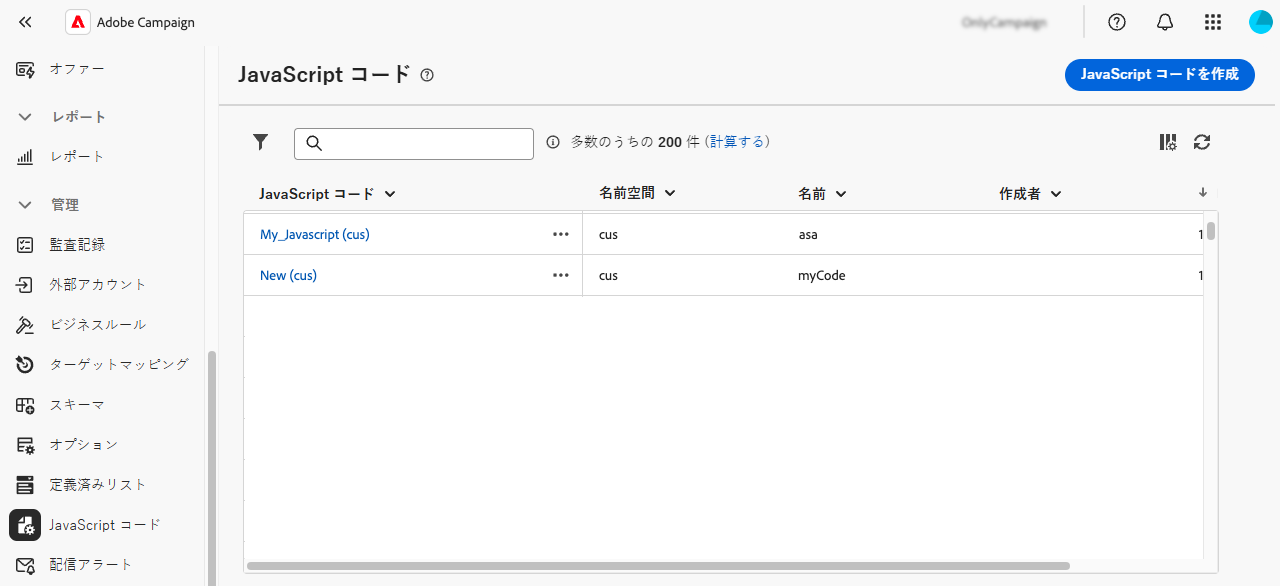 Adobe Campaign
OnlyCampaign
オファー
レポート
レポート
管理
監査記録
外部アカウント
ビジネスルール
ターゲットマッピング
スキーマ
オプション
定義済みリスト
JavaScript コード
配信アラート
JavaScript コード
JavaScript コードを作成
多数のうちの 200 件 (計算する)
JavaScript コード 名前空間 名前 作成者
My_Javascript (cus) cus asa 1
New (cus) cus myCode 1